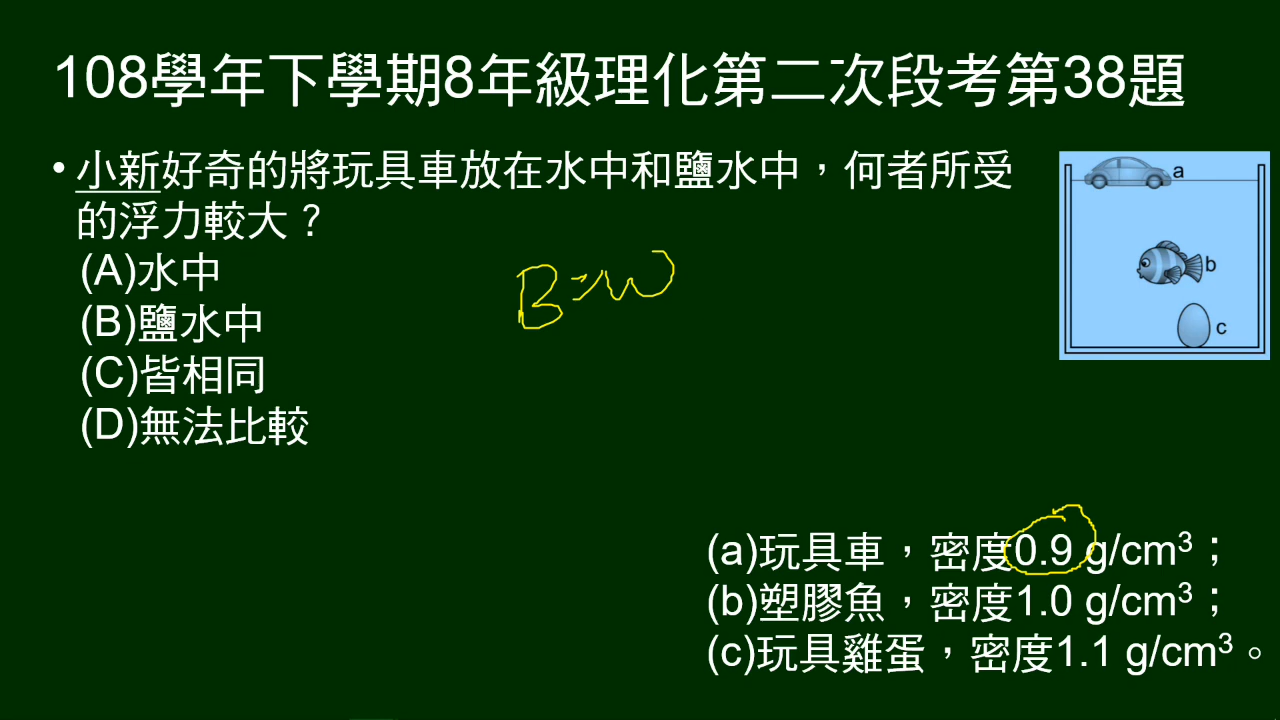 108學年下學期8年級理化第二次段考第38題
• 小新好奇的將玩具車放在水中和鹽水中，何者所受
的浮力較大？
(A)水中
(B)鹽水中
(C)皆相同
(D)無法比較
B=W
a
b
c
(a)玩具車，密度0.9 g/cm³；
(b)塑膠魚，密度1.0 g/cm³；
(c)玩具雞蛋，密度1.1 g/cm³。